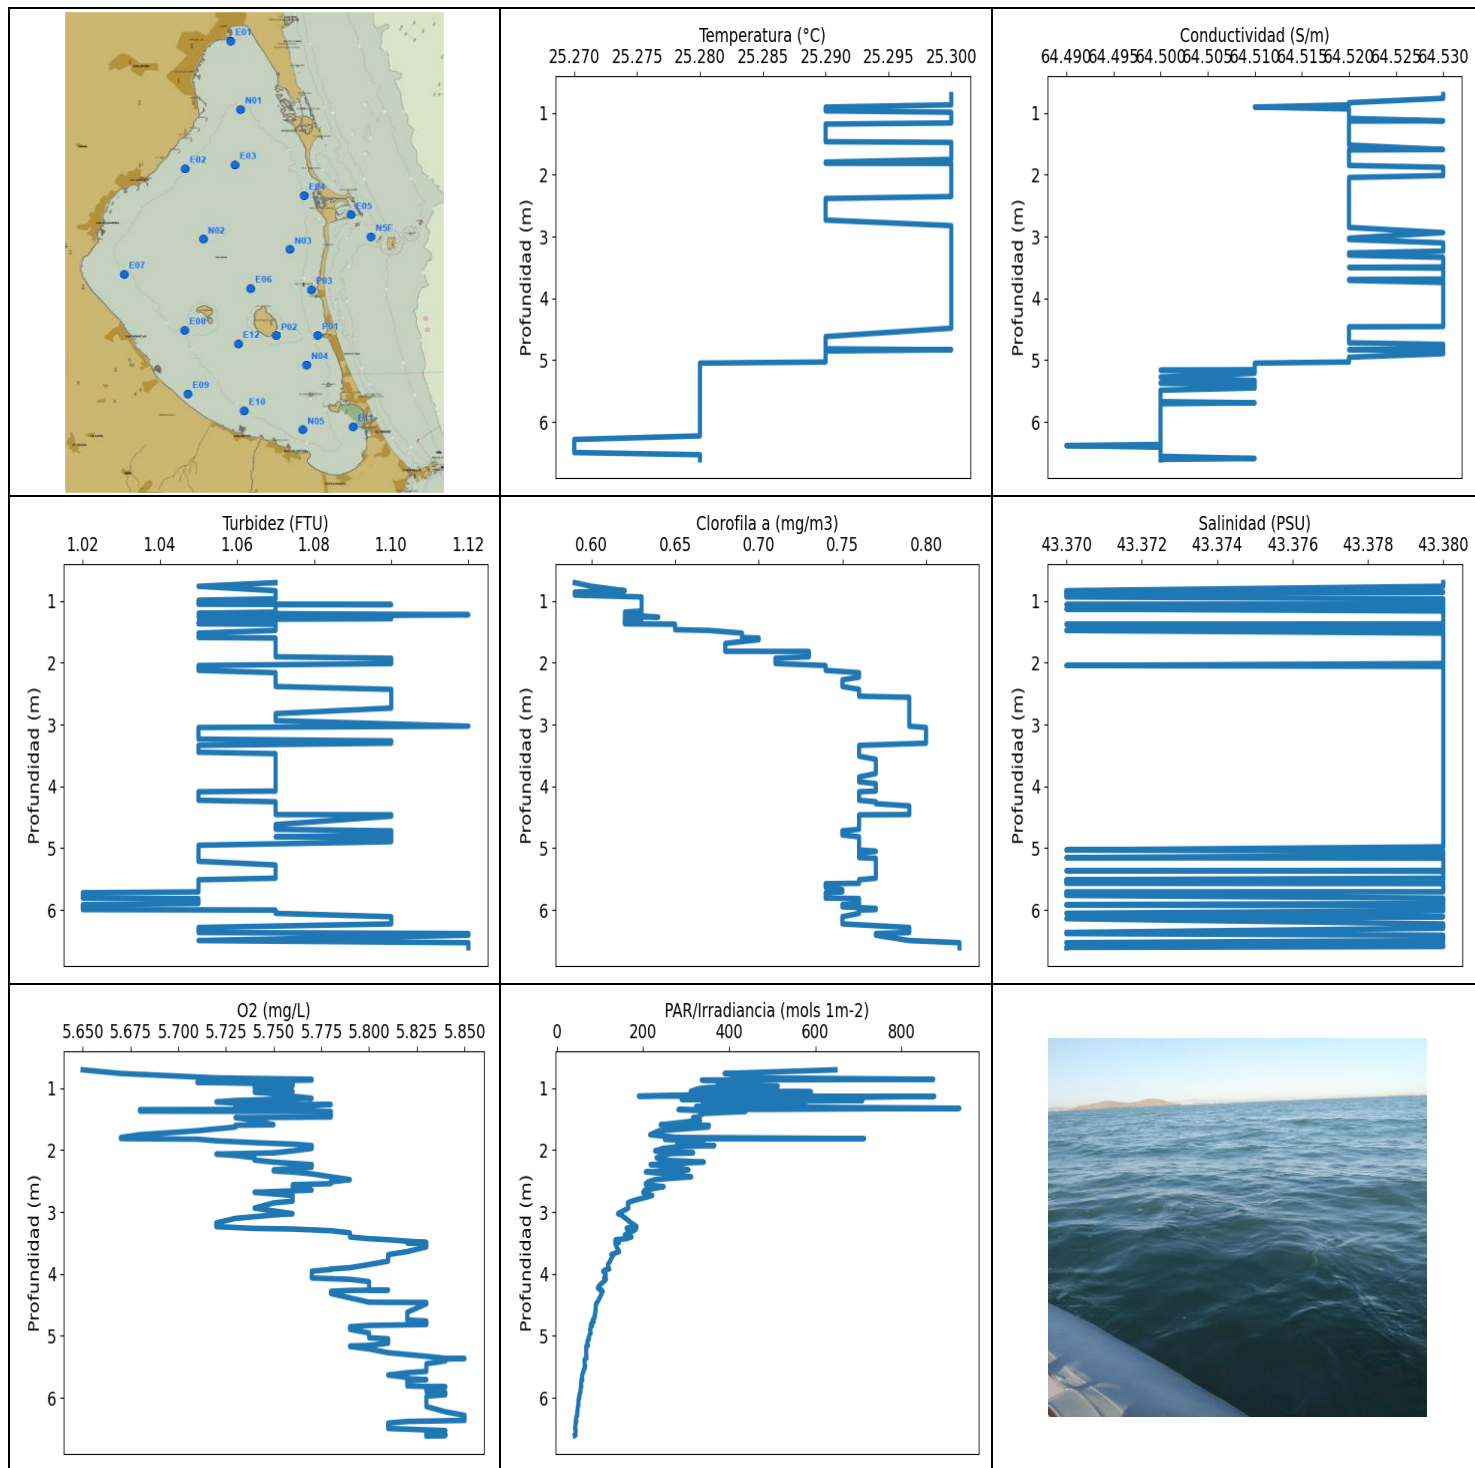 E01
N01
E02
E03
E04
E05
N5F
N02
N03
E07
E06
P03
E08
E12
P02
P01
N04
E09
E10
N05
E11
Temperatura (°C)
25.270 25.275 25.280 25.285 25.290 25.295 25.300
Profundidad (m)
1
2
3
4
5
6
Conductividad (S/m)
64.490 64.495 64.500 64.505 64.510 64.515 64.520 64.525 64.530
Profundidad (m)
1
2
3
4
5
6
Turbidez (FTU)
1.02 1.04 1.06 1.08 1.10 1.12
Profundidad (m)
1
2
3
4
5
6
Clorofila a (mg/m3)
0.60 0.65 0.70 0.75 0.80
Profundidad (m)
1
2
3
4
5
6
Salinidad (PSU)
43.370 43.372 43.374 43.376 43.378 43.380
Profundidad (m)
1
2
3
4
5
6
O2 (mg/L)
5.650 5.675 5.700 5.725 5.750 5.775 5.800 5.825 5.850
Profundidad (m)
1
2
3
4
5
6
PAR/Irradiancia (mols 1m-2)
0 200 400 600 800
Profundidad (m)
1
2
3
4
5
6